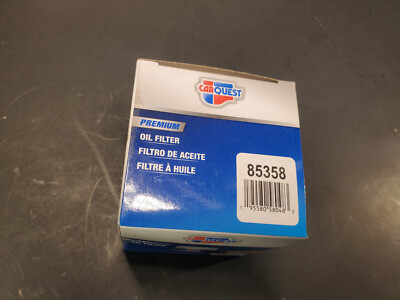 CARQUEST
PREMIUM
OIL FILTER
FILTRO DE ACEITE
FILTRE À HUILE
85358